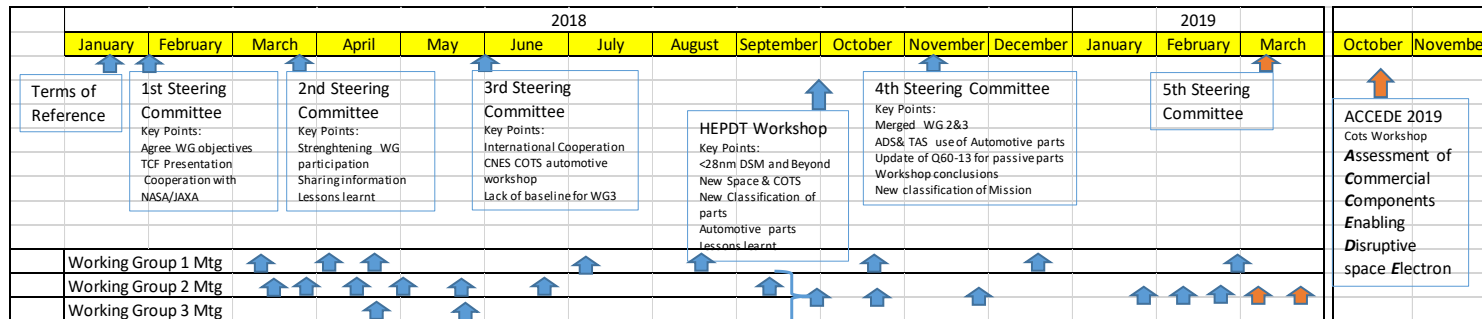 2018 2019
January February March April May June July August September October November December January February March October Novembe
Terms of
Reference
1st Steering
Committee
Key Points:
Agree WG objectives
TCF Presentation
Cooperation with
NASA/JAXA
2nd Steering
Committee
Key Points:
Strenghtening WG
participation
Sharing information
Lessons learnt
3rd Steering
Committee
Key Points:
International Cooperation
CNES COTS automotive
workshop
Lack of baseline for WG3
HEPDT Workshop
Key Points:
<28nm DSM and Beyond
New Space & COTS
New Classification of
parts
Automotive parts
Lessons learnt
4th Steering Committee
Key Points:
Merged WG 2&3
ADS& TAS use of Automotive parts
Update of Q60-13 for passive parts
Workshop conclusions
New classification of Mission
5th Steering
Committee
ACCEDE 2019
Cots Workshop
Assessment of
Commercial
Components
Enabling
Disruptive
space Electron
Working Group 1 Mtg
Working Group 2 Mtg
Working Group 3 Mtg